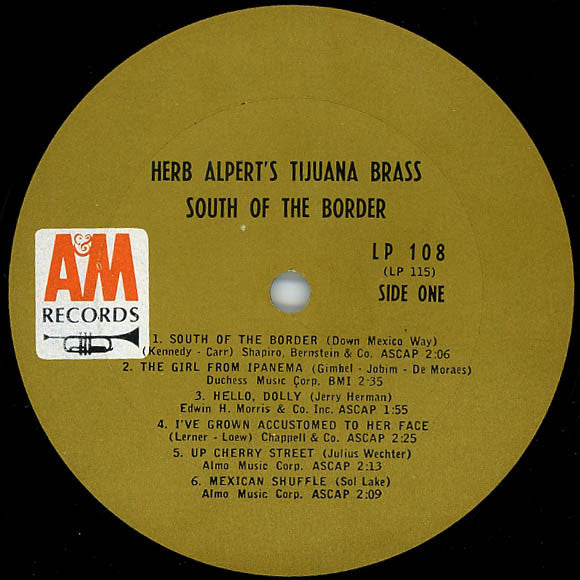 HERB ALPERT'S TIJUANA BRASS
SOUTH OF THE BORDER
A&M
RECORDS
LP 108
(LP 115)
SIDE ONE
1. SOUTH OF THE BORDER (Down Mexico Way)
(Kennedy - Carr) Shapiro, Bernstein & Co. ASCAP 2:06
2. THE GIRL FROM IPANEMA (Gimbel - Jobim - De Moraes)
Duchess Music Corp. BMI 2:35
3. HELLO, DOLLY (Jerry Herman)
Edwin H. Morris & Co. Inc. ASCAP 1:55
4. I'VE GROWN ACCUSTOMED TO HER FACE
(Lerner - Loew) Chappell & Co. ASCAP 2:25
5. UP CHERRY STREET (Julius Wechter)
Almo Music Corp. ASCAP 2:13
6. MEXICAN SHUFFLE (Sol Lake)
Almo Music Corp. ASCAP 2:09